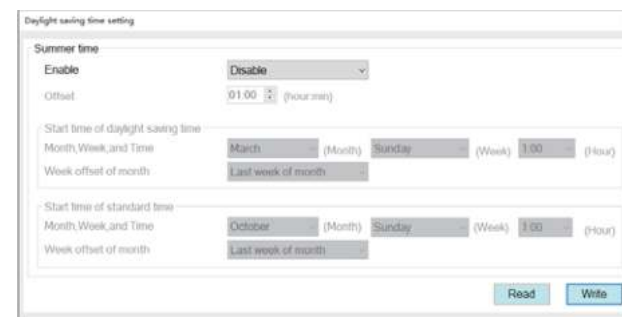 Daylight saving time setting
Summer time
Enable Disable
Offset 01:00 (hour:min)
Start time of daylight saving time
Month,Week,and Time March (Month) Sunday (Week) 1:00 (Hour)
Week offset of month Last week of month
Start time of standard time
Month,Week,and Time October (Month) Sunday (Week) 1:00 (Hour)
Week offset of month Last week of month
Read Write